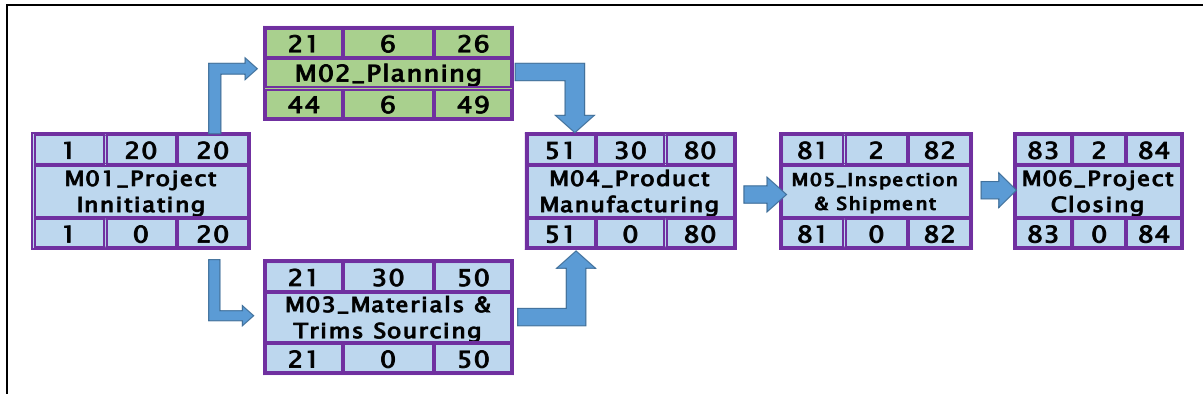 21 6 26
M02_Planning
44 6 49
1 20 20
M01_Project
Innitiating
1 0 20
21 30 50
M03_Materials &
Trims Sourcing
21 0 50
51 30 80
M04_Product
Manufacturing
51 0 80
81 2 82
M05_Inspection
& Shipment
81 0 82
83 2 84
M06_Project
Closing
83 0 84